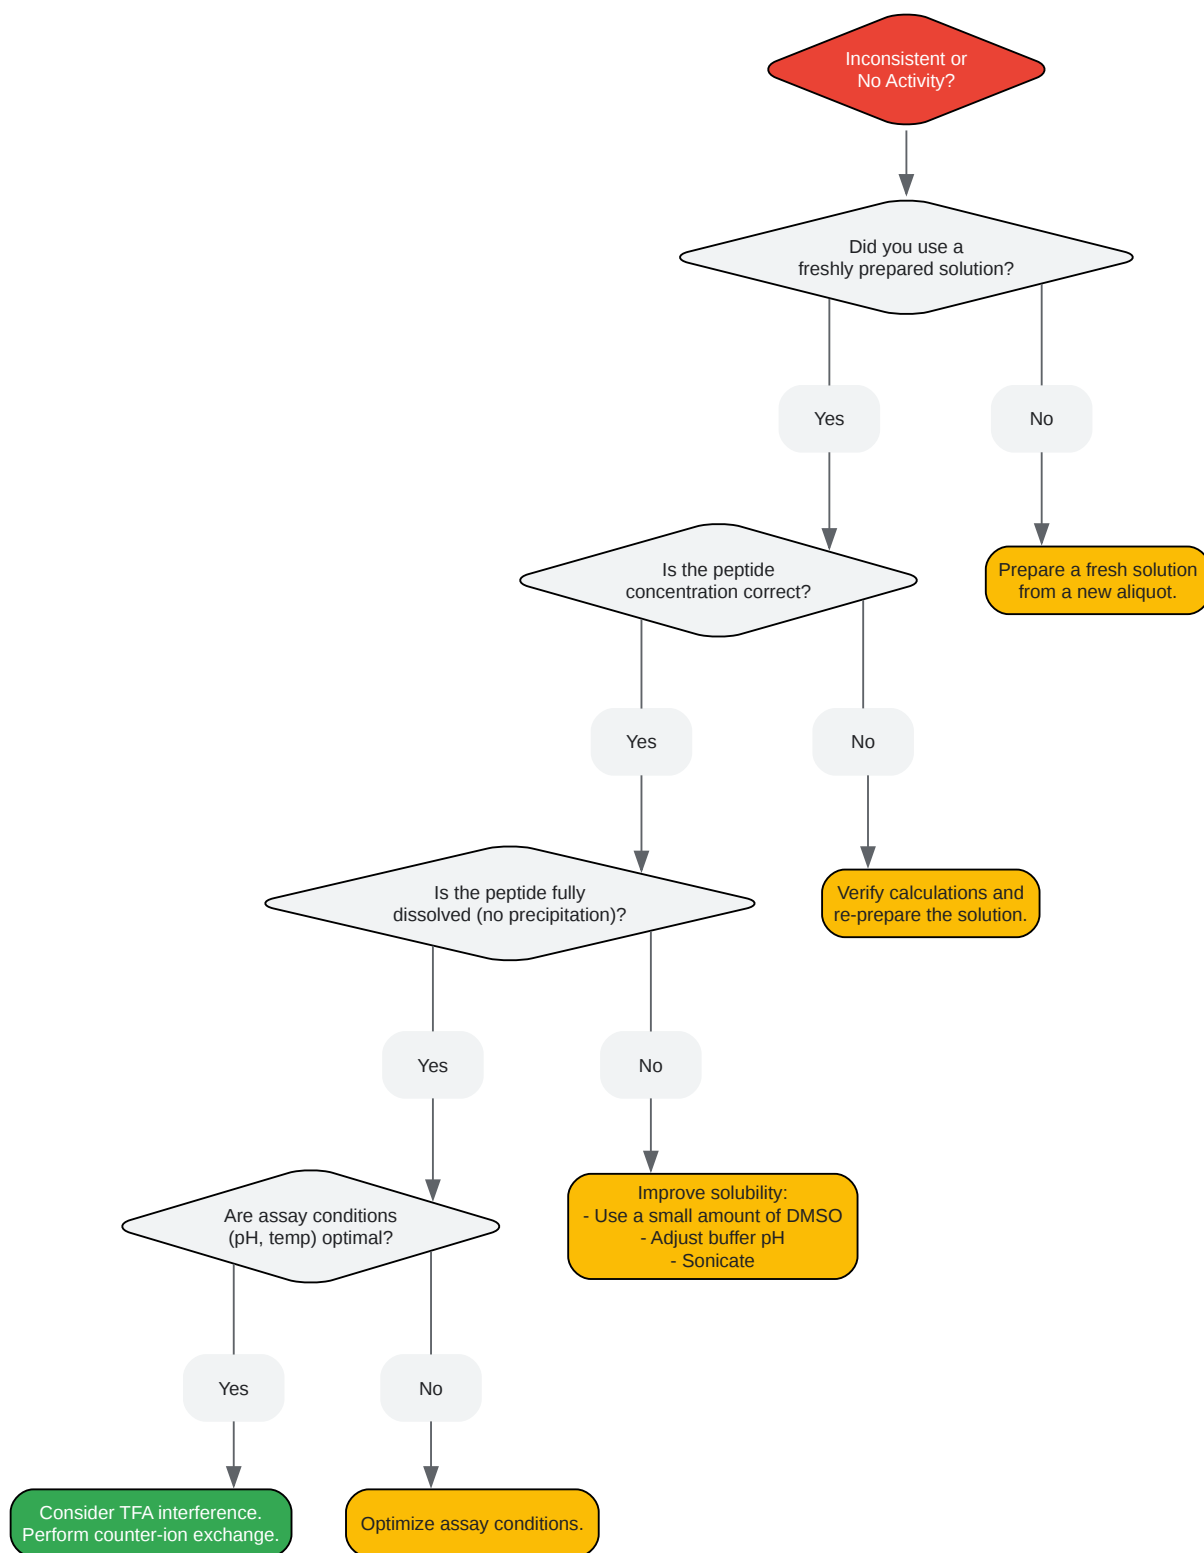 Inconsistent or
No Activity?
Did you use a
freshly prepared solution?
Yes
No
Is the peptide
concentration correct?
Prepare a fresh solution
from a new aliquot.
Yes
No
Is the peptide fully
dissolved (no precipitation)?
Verify calculations and
re-prepare the solution.
Yes
No
Are assay conditions
(pH, temp) optimal?
Improve solubility:
- Use a small amount of DMSO
- Adjust buffer pH
- Sonicate
Yes
No
Consider TFA interference.
Perform counter-ion exchange.
Optimize assay conditions.